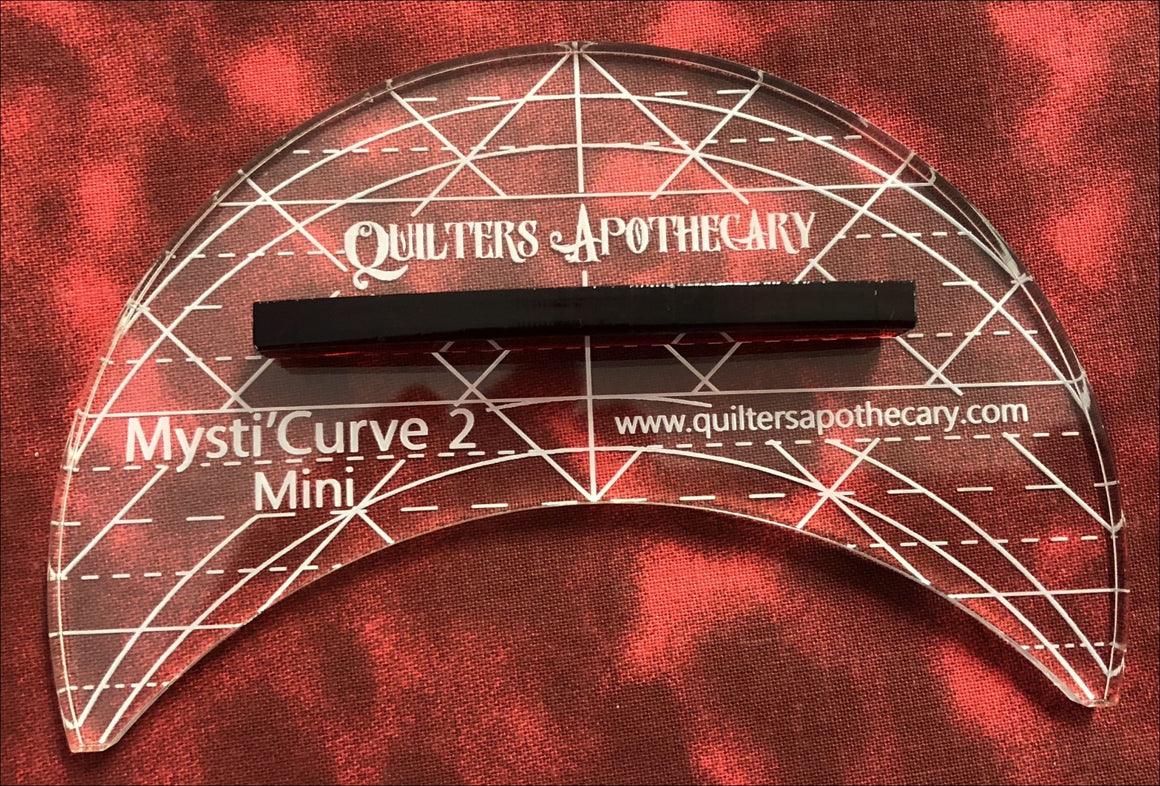 QUILTERS APOTHECARY
Mysti'Curve 2
Mini
www.quiltersapothecary.com